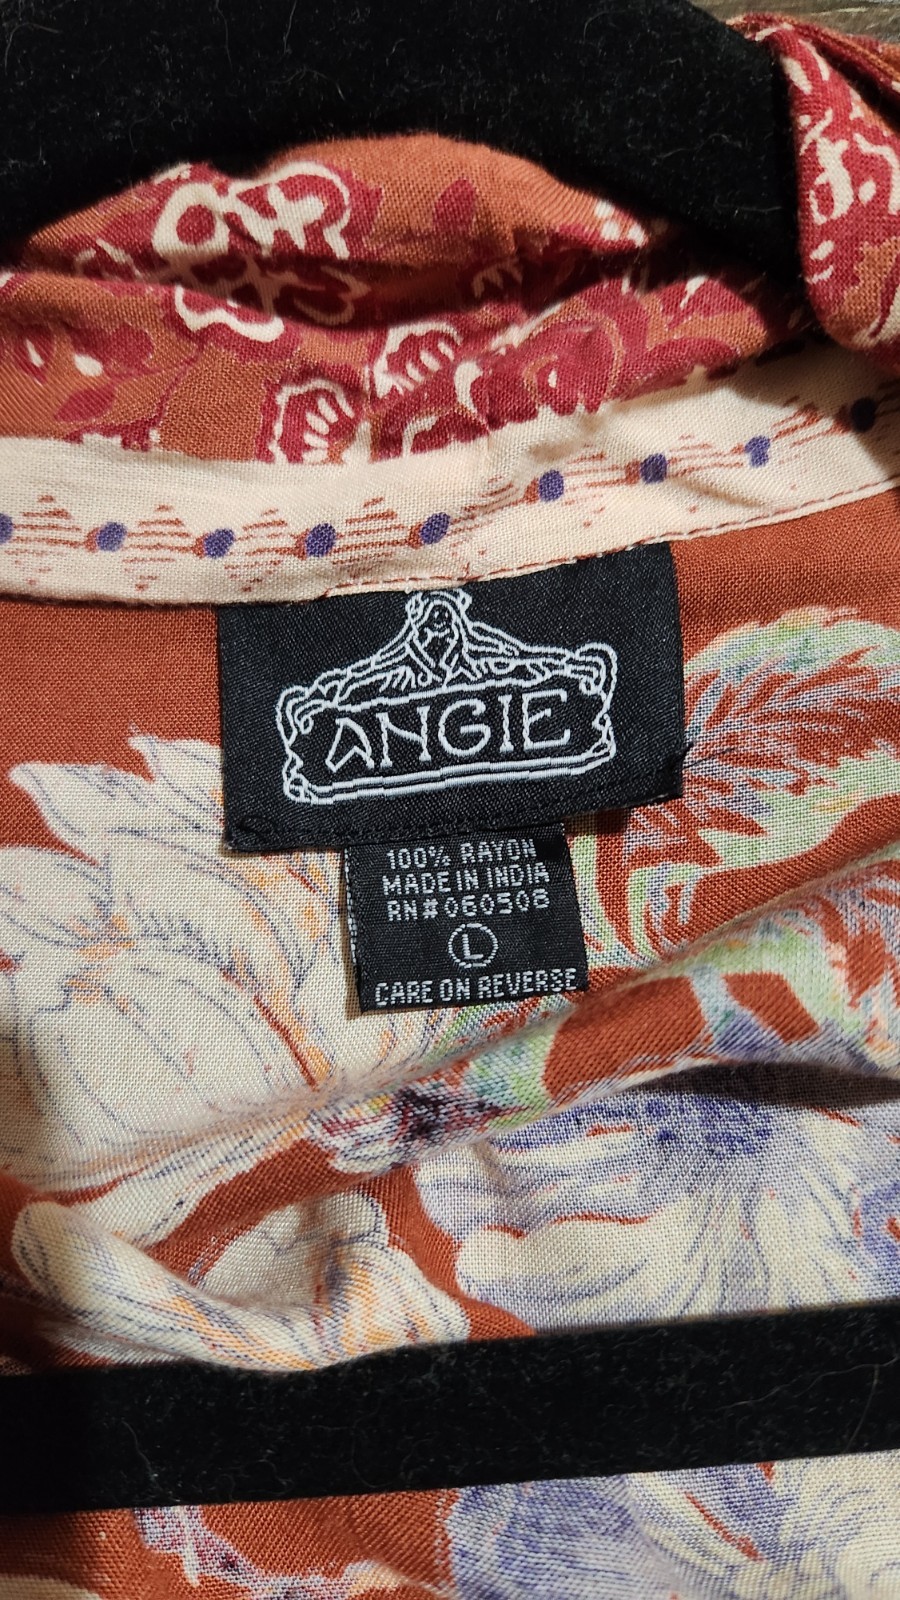 ANGIE
100% RAYON
MADE IN INDIA
RN#060508
L
CARE ON REVERSE